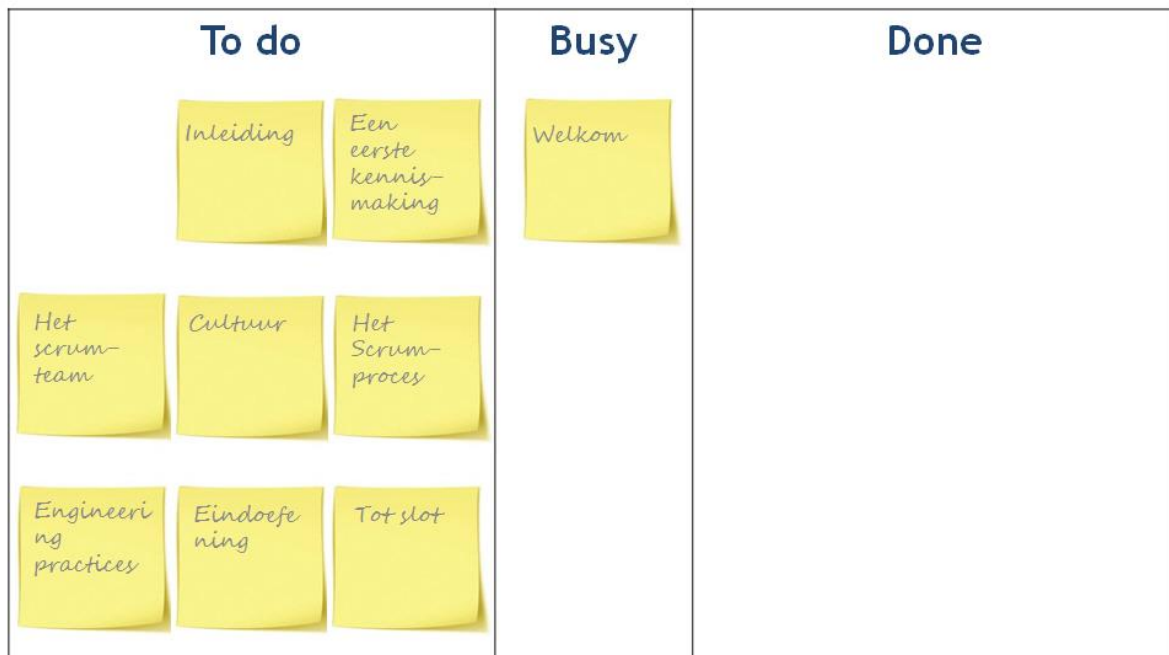 To do
Busy
Done
Inleiding
Een
eerste
kennis-
making
Welkom
Het
scrum-
team
Cultuur
Het
Scrum-
proces
Engineeri
ng
practices
Eindoefe
ning
Tot slot